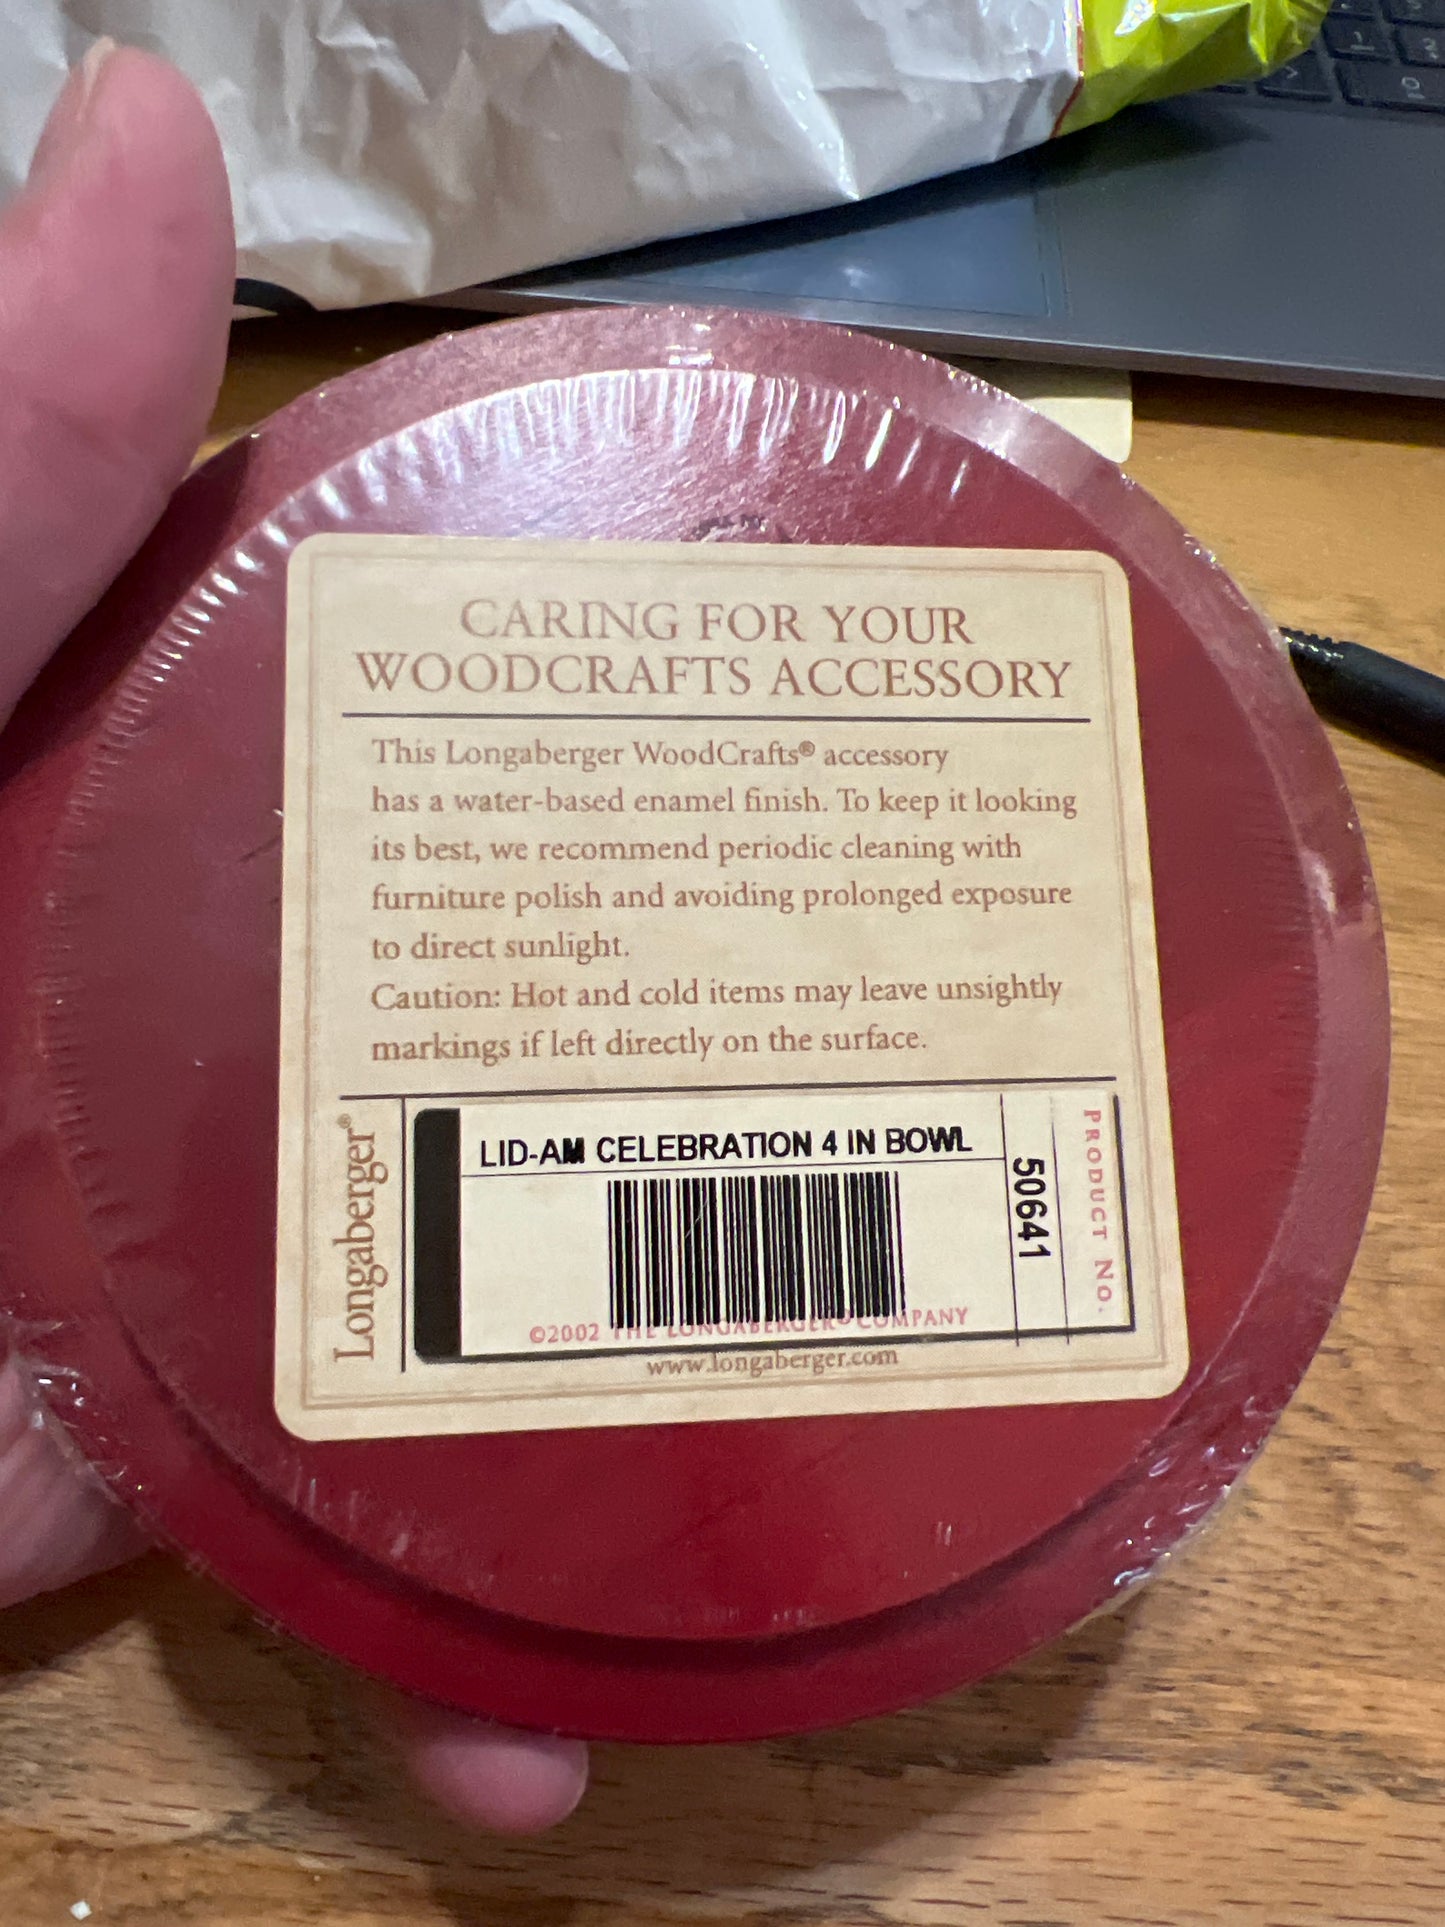 CARING FOR YOUR
WOODCRAFTS ACCESSORY
This Longaberger WoodCrafts® accessory
has a water-based enamel finish. To keep it looking
its best, we recommend periodic cleaning with
furniture polish and avoiding prolonged exposure
to direct sunlight.
Caution: Hot and cold items may leave unsightly
markings if left directly on the surface.
Longaberger®
LID-AM CELEBRATION 4 IN BOWL
50641
PRODUCT NO.
©2002 THE LONGABERGER® COMPANY
www.longaberger.com